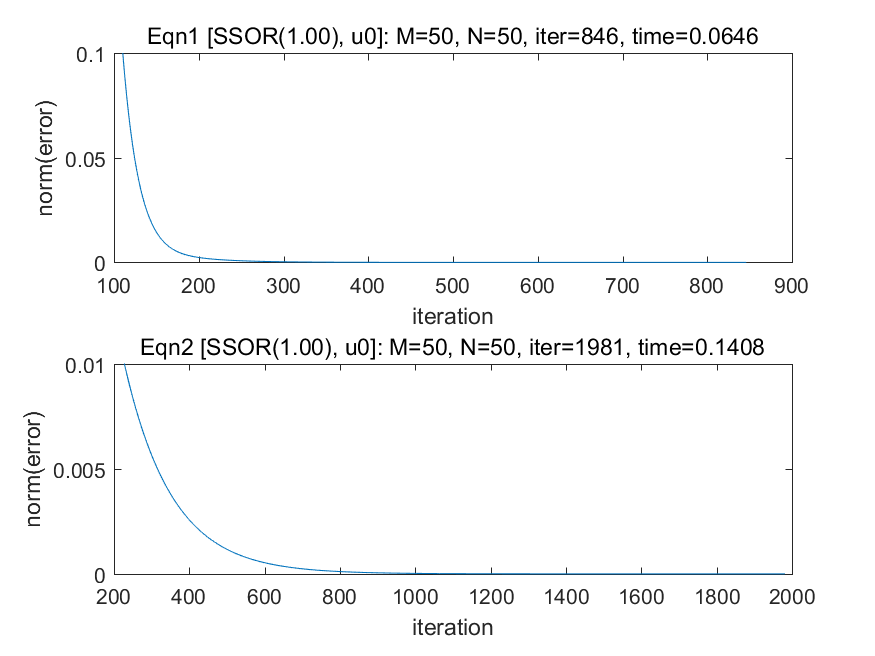 Eqn1 [SSOR(1.00), u0]: M=50, N=50, iter=846, time=0.0646
0.1
0.05
0
norm(error)
100 200 300 400 500 600 700 800 900
iteration
Eqn2 [SSOR(1.00), u0]: M=50, N=50, iter=1981, time=0.1408
0.01
0.005
0
norm(error)
200 400 600 800 1000 1200 1400 1600 1800 2000
iteration